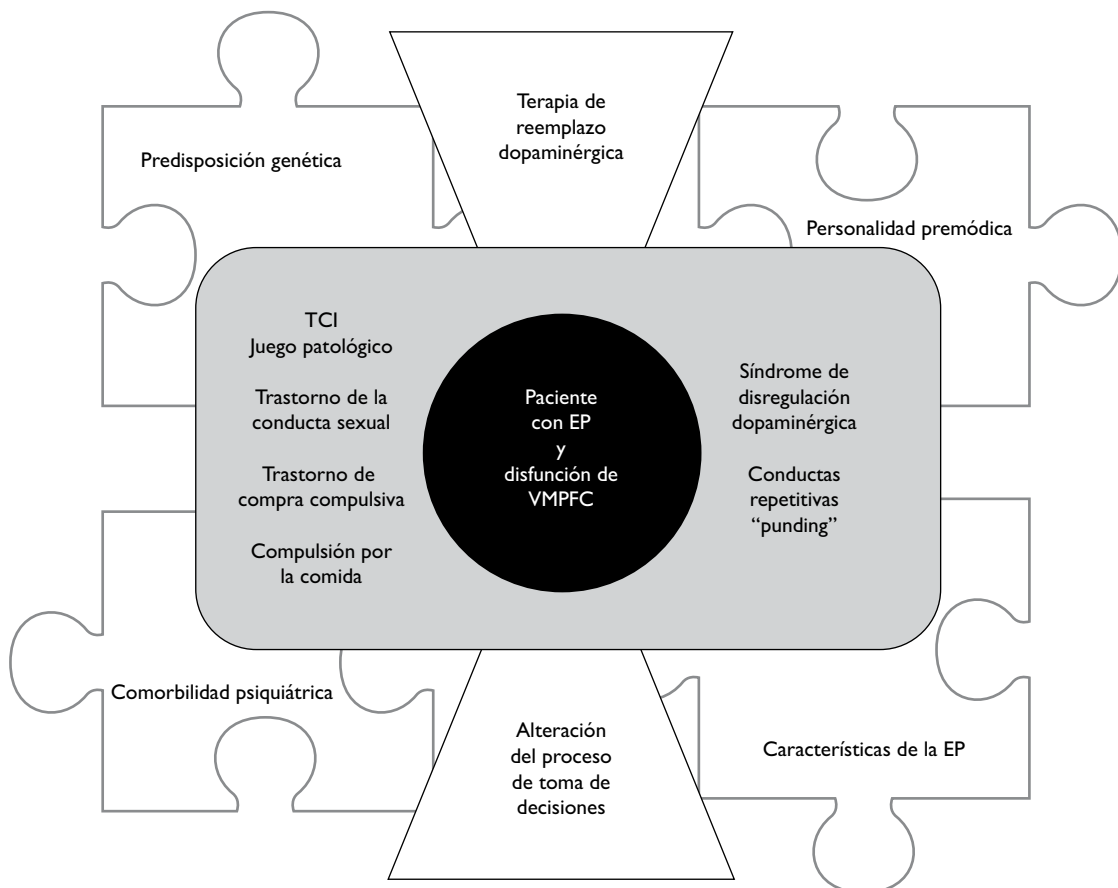 Terapia de
reemplazo
dopaminérgica
Predisposición genética
Personalidad premódica
TCI
Juego patológico
Trastorno de la
conducta sexual
Trastorno de
compra compulsiva
Compulsión por
la comida
Paciente
con EP
y
disfunción de
VMPFC
Síndrome de
disregulación
dopaminérgica
Conductas
repetitivas
“punding”
Comorbilidad psiquiátrica
Alteración
del proceso
de toma de
decisiones
Características de la EP